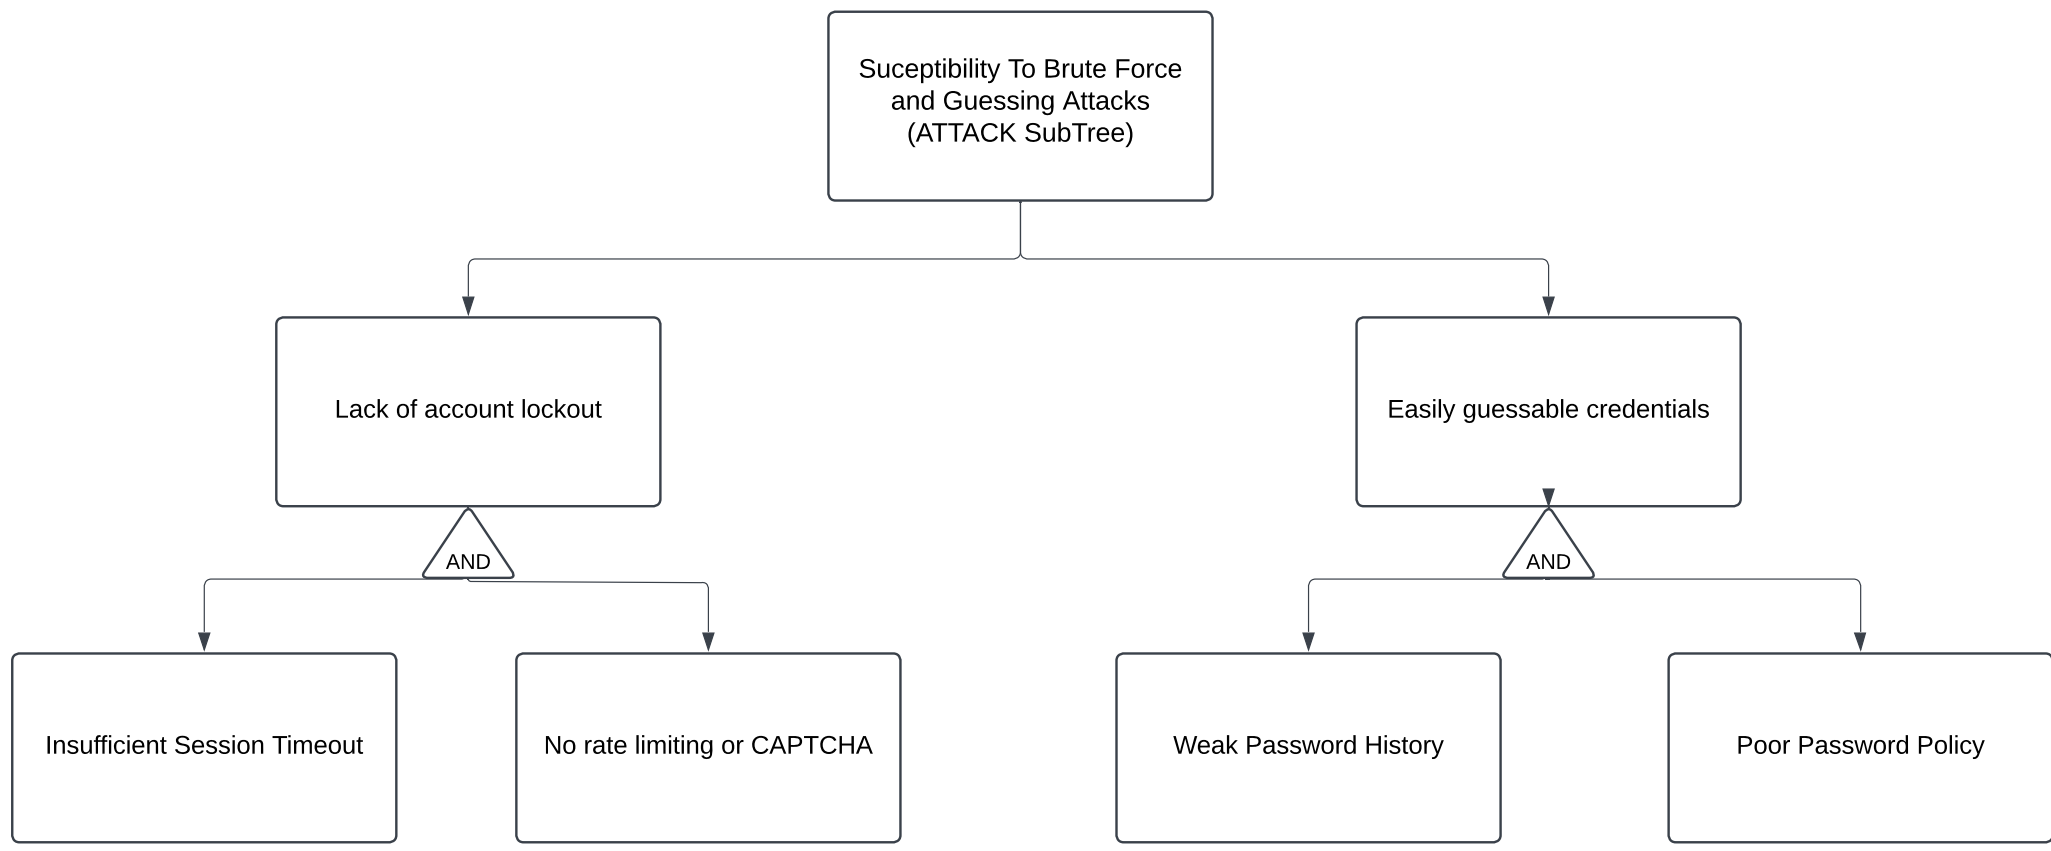 Suceptibility To Brute Force
and Guessing Attacks
(ATTACK SubTree)
Lack of account lockout
Easily guessable credentials
AND
AND
Insufficient Session Timeout
No rate limiting or CAPTCHA
Weak Password History
Poor Password Policy